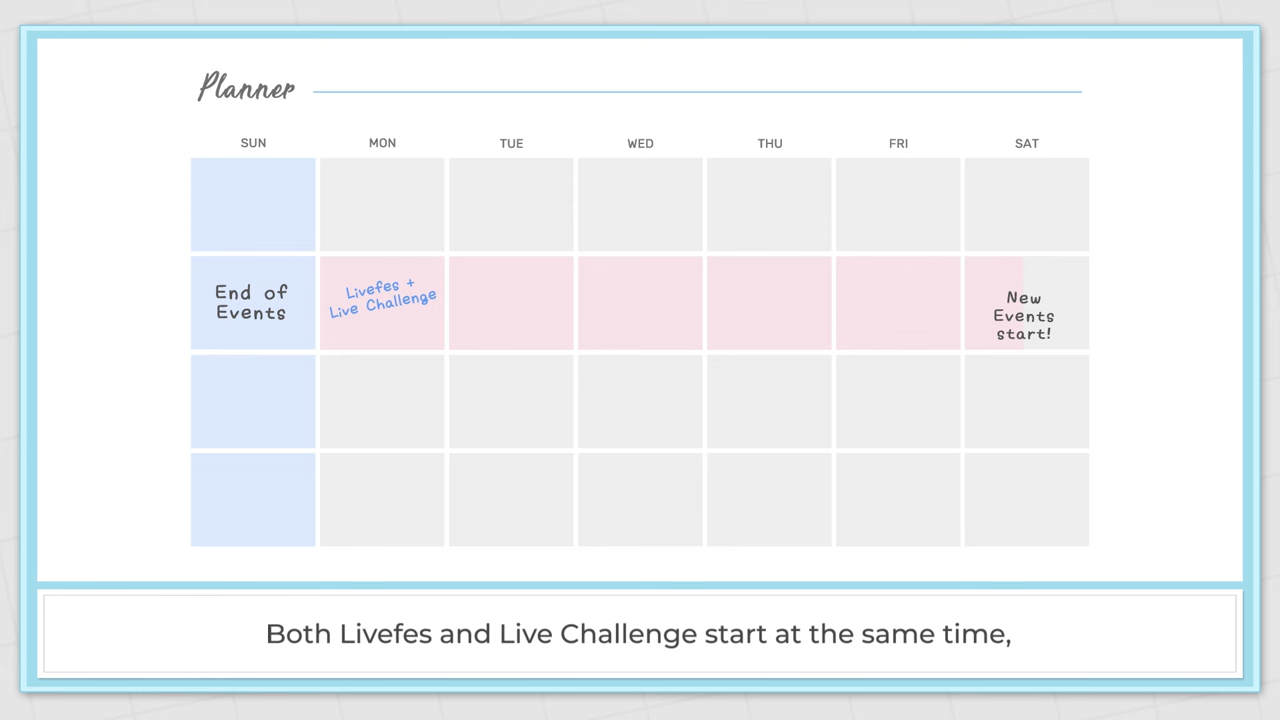 Planner
SUN MON TUE WED THU FRI SAT
End of
Events
Livefes +
Live Challenge
New
Events
start!
Both Livefes and Live Challenge start at the same time,